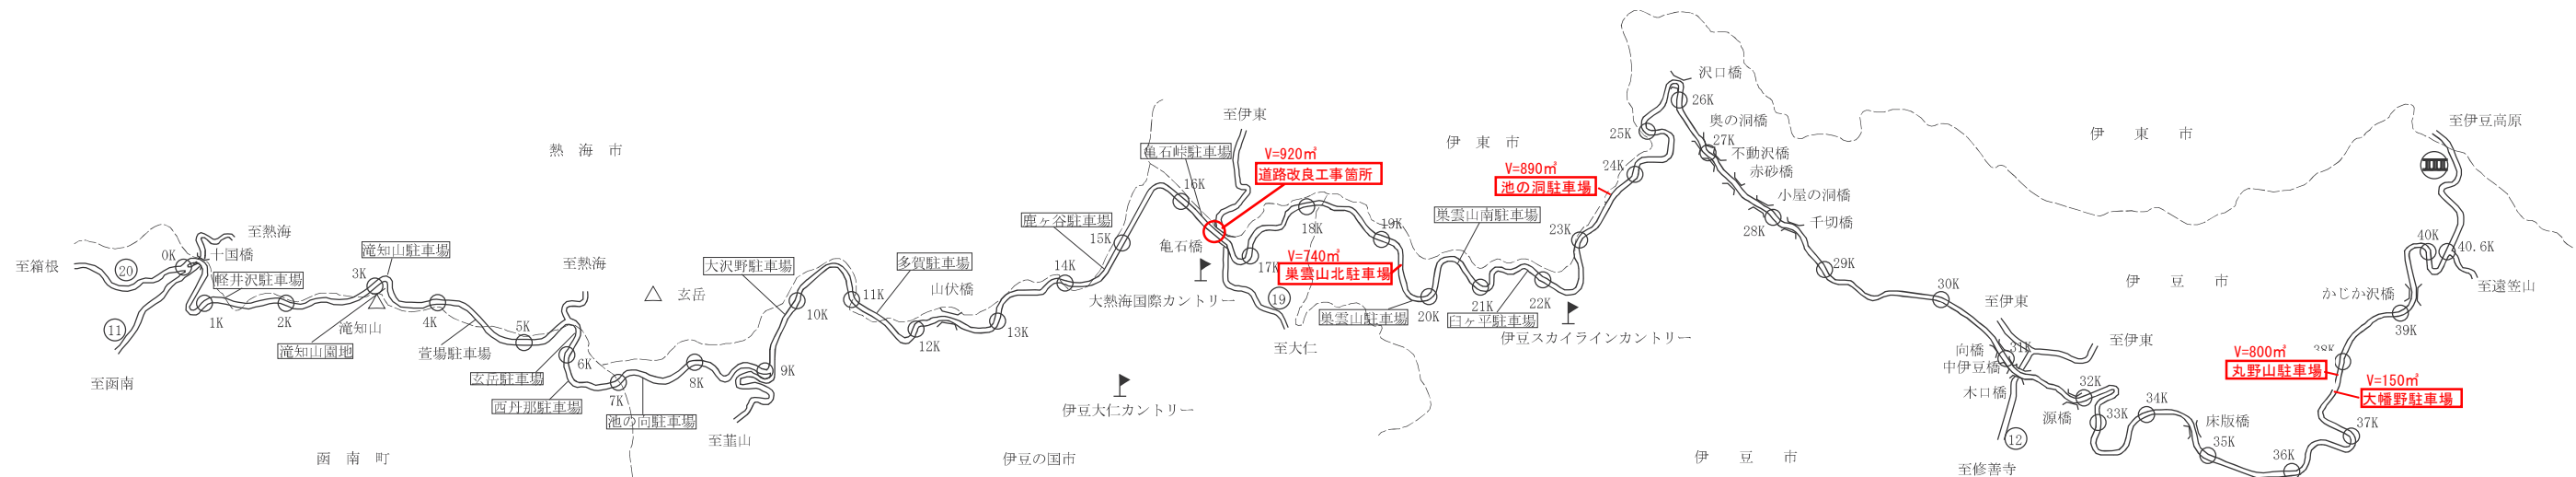 至箱根
20
0K
十国橋
至熱海
軽井沢駐車場
11
至函南
1K
2K
3K
滝知山駐車場
滝知山
滝知山園地
4K
萱場駐車場
5K
至熱海
玄岳駐車場
6K
西丹那駐車場
7K
池の向駐車場
函南町
熱海市
玄岳
8K
9K
至韮山
大沢野駐車場
10K
11K
多賀駐車場
山伏橋
12K
13K
14K
鹿ヶ谷駐車場
15K
大熱海国際カントリー
伊豆大仁カントリー
伊豆の国市
亀石峠駐車場
16K
至伊東
亀石橋
V=920㎥
道路改良工事箇所
17K
19
至大仁
18K
V=740㎥
巣雲山北駐車場
19K
巣雲山駐車場
20K
巣雲山南駐車場
21K
臼ヶ平駐車場
22K
伊豆スカイラインカントリー
伊東市
V=890㎥
池の洞駐車場
23K
24K
25K
沢口橋
26K
奥の洞橋
27K
不動沢橋
赤砂橋
小屋の洞橋
28K
千切橋
29K
伊豆市
30K
至伊東
向橋
31K
中伊豆橋
木口橋
至伊東
12
至修善寺
32K
源橋
33K
34K
床版橋
35K
36K
37K
伊東市
伊豆市
V=800㎥
丸野山駐車場
38K
V=150㎥
大幡野駐車場
39K
かじか沢橋
40K
40.6K
至遠笠山
至伊豆高原